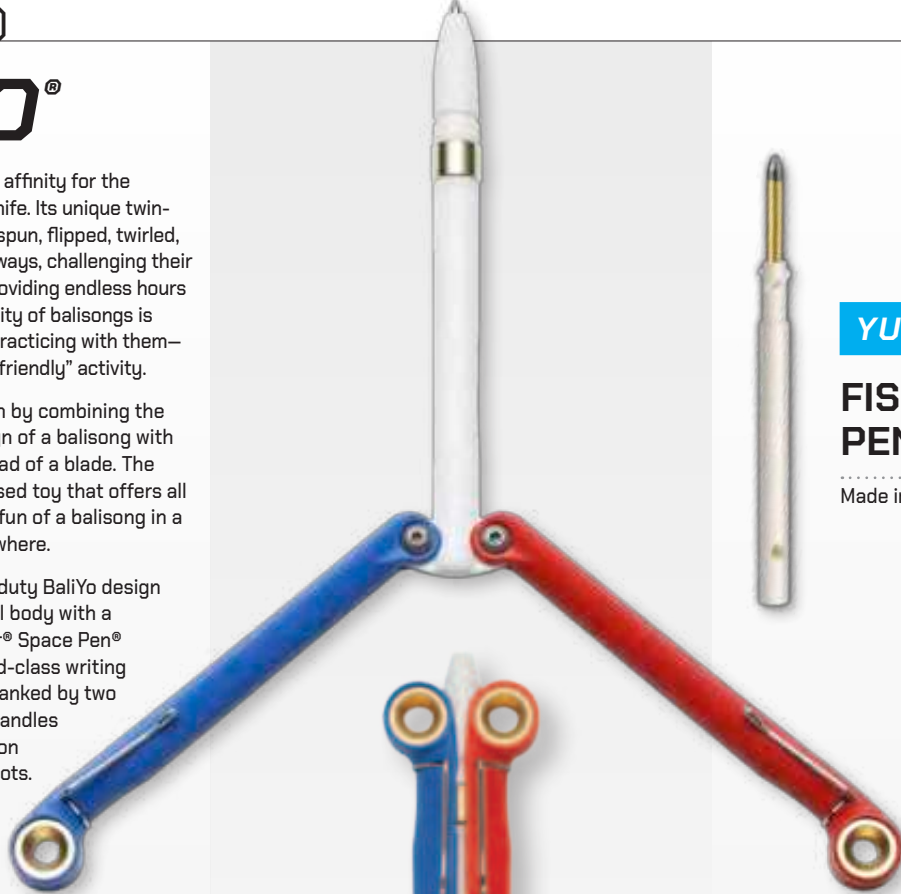 O®
affinity for the
nife. Its unique twin-
spun, flipped, twirled,
ways, challenging their
oviding endless hours
ity of balisongs is
racticing with them—
friendly” activity.
n by combining the
gn of a balisong with
ad of a blade. The
sed toy that offers all
fun of a balisong in a
where.
duty BaliYo design
l body with a
r® Space Pen®
d-class writing
anked by two
andles
on
ots.
YU
FIS
PEN
Made in